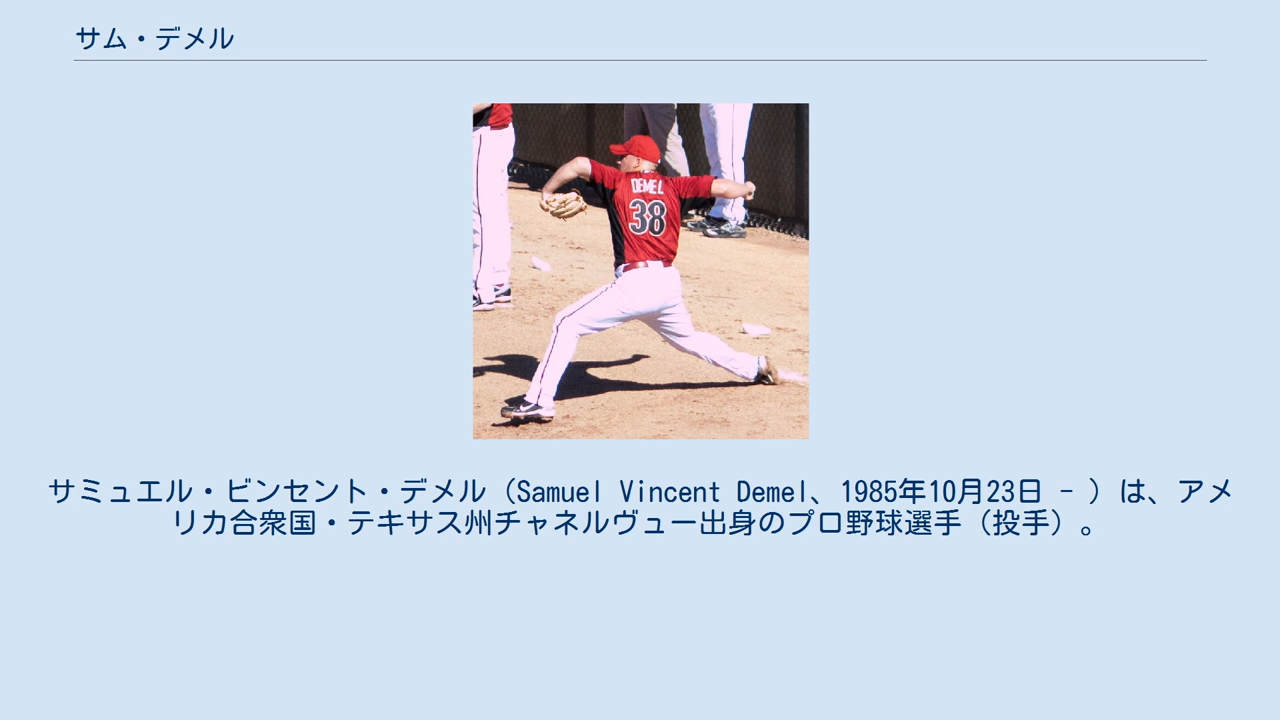 サム・デメル
DEMEL
38
サミュエル・ビンセント・デメル（Samuel Vincent Demel、1985年10月23日 - ）は、アメ
リカ合衆国・テキサス州チャネルヴュー出身のプロ野球選手（投手）。